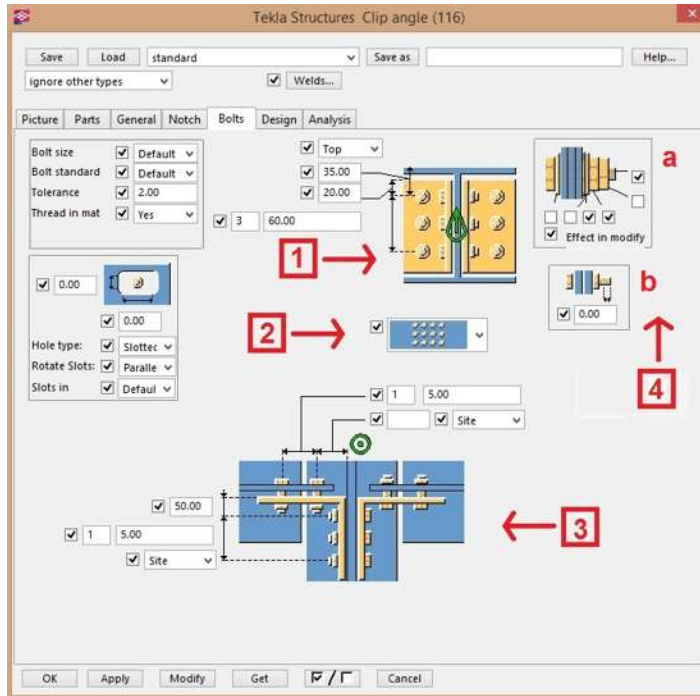 Tekla Structures Clip angle (116)
Save Load standard Save as Help...
ignore other types Welds...
Picture Parts General Notch Bolts Design Analysis
Bolt size Default
Bolt standard Default
Tolerance 2.00
Thread in mat Yes
Top
35.00
20.00
3 60.00
1
a
Effect in modify
0.00
0.00
Hole type: Slottec
Rotate Slots: Paralle
Slots in Defaul
2
b
0.00
4
1 5.00
Site
50.00
1 5.00
Site
3
OK Apply Modify Get / Cancel